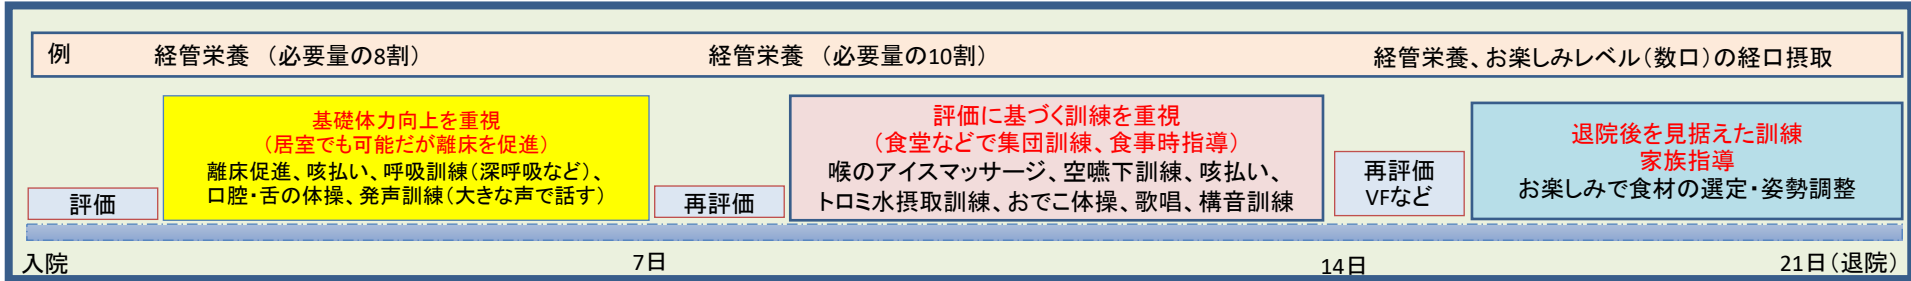 例 経管栄養 （必要量の8割） 経管栄養 （必要量の10割） 経管栄養、お楽しみレベル（数口）の経口摂取
評価
基礎体力向上を重視
（居室でも可能だが離床を促進）
離床促進、咳払い、呼吸訓練（深呼吸など）、
口腔・舌の体操、発声訓練（大きな声で話す）
再評価
評価に基づく訓練を重視
（食堂などで集団訓練、食事時指導）
喉のアイスマッサージ、空嚥下訓練、咳払い、
トロミ水摂取訓練、おでこ体操、歌唱、構音訓練
再評価
VFなど
退院後を見据えた訓練
家族指導
お楽しみで食材の選定・姿勢調整
入院 7日 14日 21日（退院）